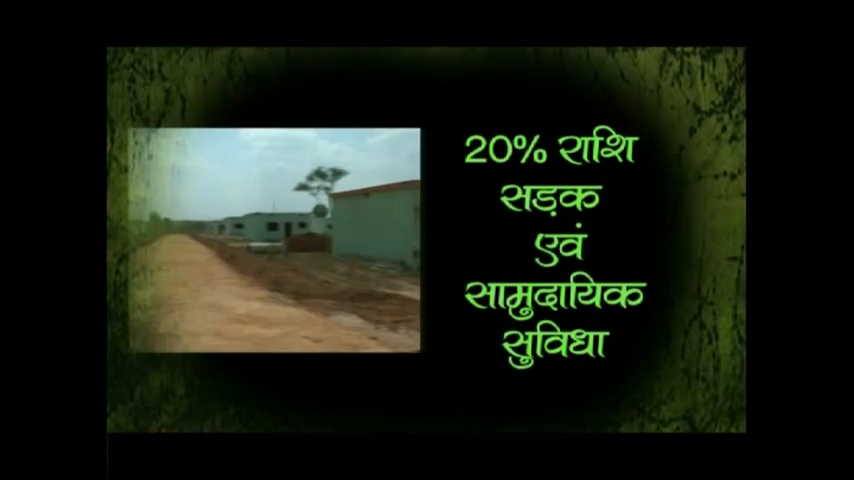 20% राशि
सड़क
एवं
सामुदायिक
सुविधा